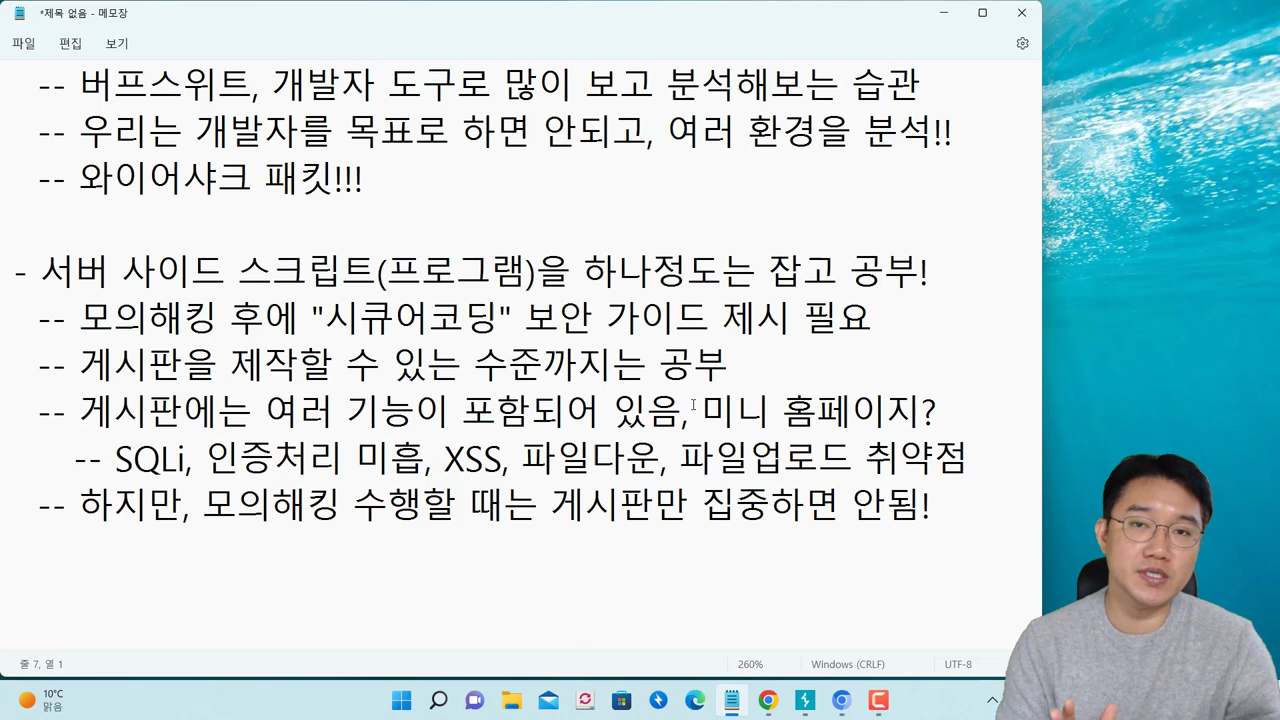 *제목 없음 - 메모장
파일 편집 보기
-- 버프스위트, 개발자 도구로 많이 보고 분석해보는 습관
-- 우리는 개발자를 목표로 하면 안되고, 여러 환경을 분석!!
-- 와이어샤크 패킷!!!
- 서버 사이드 스크립트(프로그램)을 하나정도는 잡고 공부!
-- 모의해킹 후에 "시큐어코딩" 보안 가이드 제시 필요
-- 게시판을 제작할 수 있는 수준까지는 공부
-- 게시판에는 여러 기능이 포함되어 있음, 미니 홈페이지?
-- SQLi, 인증처리 미흡, XSS, 파일다운, 파일업로드 취약점
-- 하지만, 모의해킹 수행할 때는 게시판만 집중하면 안됨!
줄 7, 열 1 260% Windows (CRLF) UTF-8
10°C
맑음